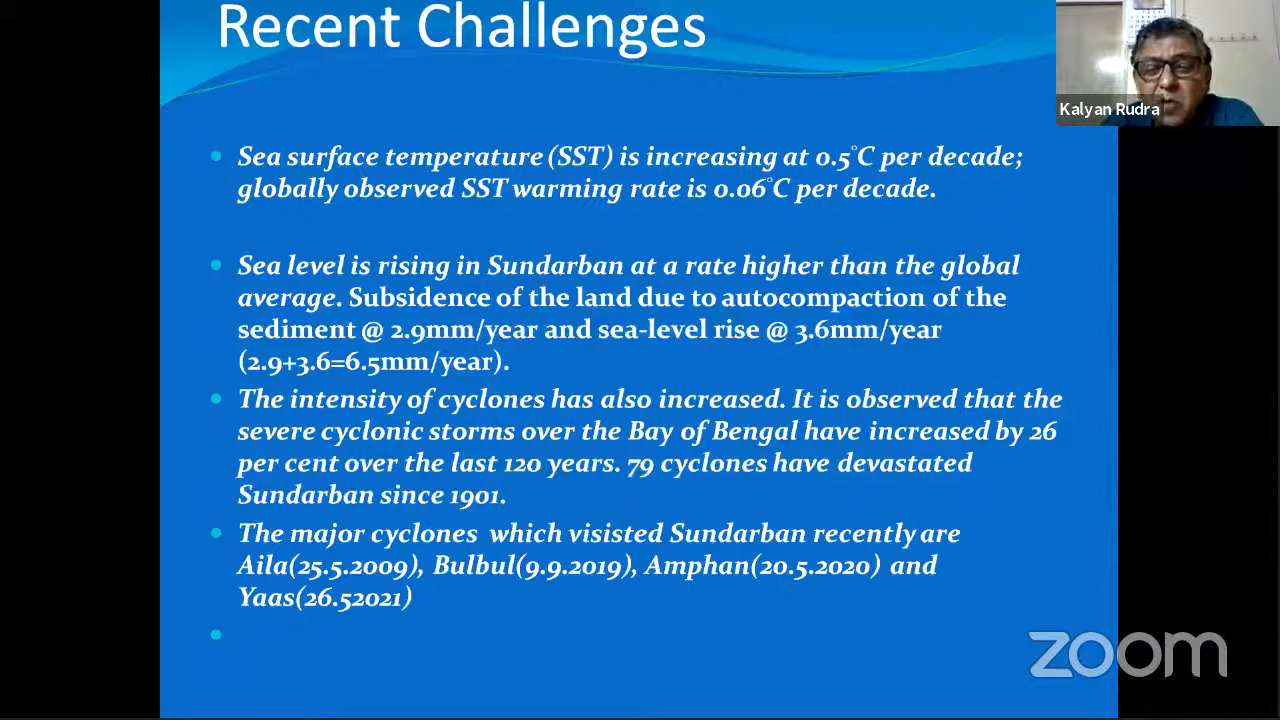 Recent Challenges
Kalyan Rudra
Sea surface temperature (SST) is increasing at 0.5°C per decade;
globally observed SST warming rate is 0.06°C per decade.
Sea level is rising in Sundarban at a rate higher than the global
average. Subsidence of the land due to autocompaction of the
sediment @ 2.9mm/year and sea-level rise @ 3.6mm/year
(2.9+3.6=6.5mm/year).
The intensity of cyclones has also increased. It is observed that the
severe cyclonic storms over the Bay of Bengal have increased by 26
per cent over the last 120 years. 79 cyclones have devastated
Sundarban since 1901.
The major cyclones which visisted Sundarban recently are
Aila(25.5.2009), Bulbul(9.9.2019), Amphan(20.5.2020) and
Yaas(26.52021)
zoom